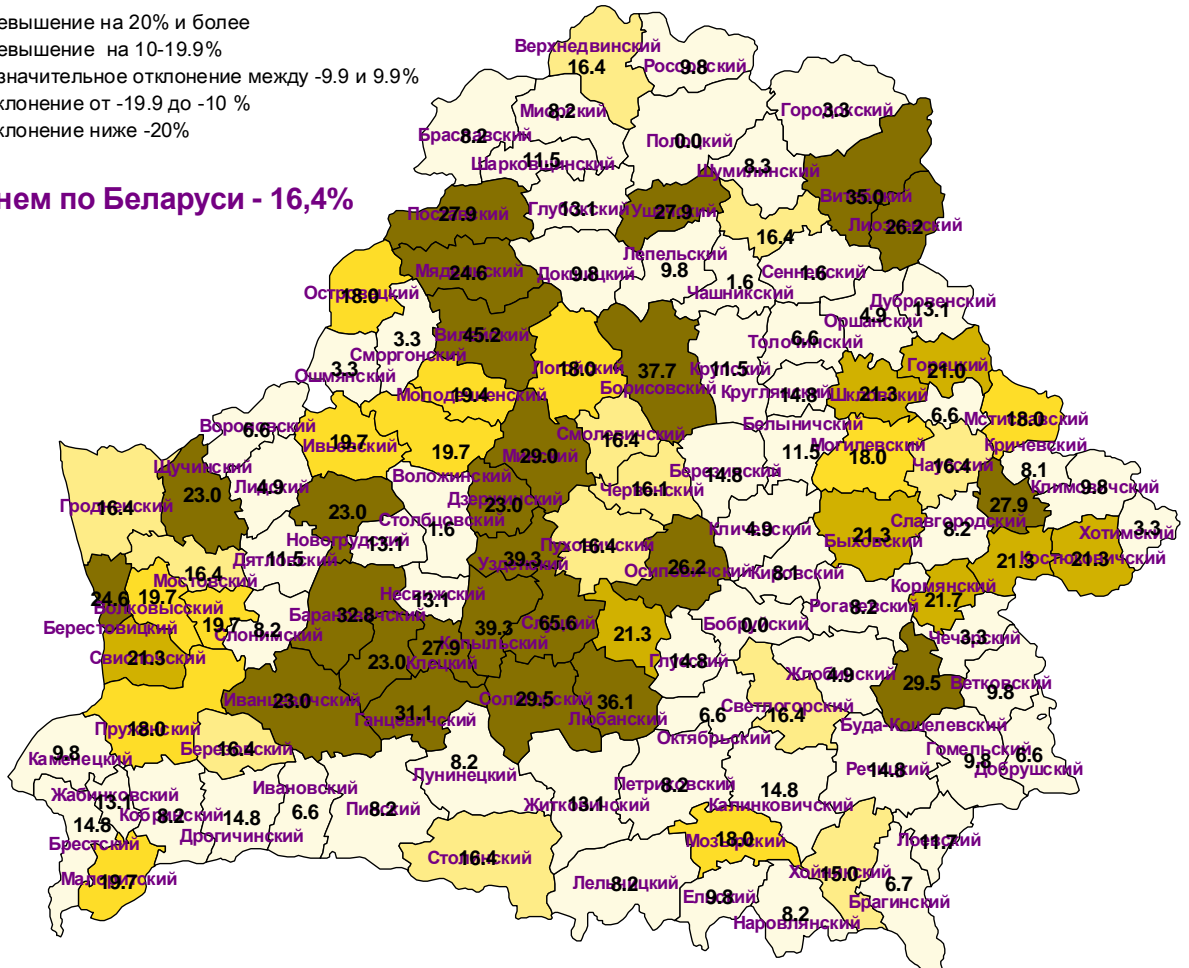 евышение на 20% и более
евышение на 10-19.9%
значительное отклонение между -9.9 и 9.9%
клонение от -19.9 до -10 %
клонение ниже -20%
нем по Беларуси - 16,4%
Верхнедвинский
16.4
Россонский
9.8
Миорский
8.2
Городокский
3.3
Браславский
8.2
Шарковщинский
11.5
Полоцкий
0.0
Шумилинский
8.3
Витебский
35.0
Лиозненский
26.2
Поставский
27.9
Глубокский
13.1
Ушачский
27.9
16.4
Мядельский
24.6
Докшицкий
9.8
Лепельский
9.8
Чашникский
1.6
Сенненский
1.6
Островецкий
18.0
Дубровенский
13.1
Оршанский
4.9
Толочинский
6.6
3.3
Сморгонский
Вилейский
45.2
Логойский
18.0
37.7
Борисовский
Крупский
11.5
Ошмянский
3.3
Молодечненский
19.4
Круглянский
14.8
Шкловский
21.3
Горецкий
21.0
6.6
Мстиславский
18.0
Вороновский
6.6
Ивьевский
19.7
19.7
Воложинский
Минский
29.0
Смолевичский
16.4
Белыничский
11.5
Могилевский
18.0
Чаусский
16.4
Кричевский
8.1
Климовичский
9.8
Щучинский
23.0
Лидский
4.9
Березинский
14.8
Червенский
16.1
Дзержинский
23.0
Гродненский
16.4
23.0
Новогрудский
Столбцовский
1.6
13.1
Кличевский
4.9
21.3
Быховский
Славгородский
8.2
27.9
Хотимский
3.3
Дятловский
11.5
Пуховичский
16.4
Узденский
39.3
Осиповичский
26.2
Кировский
8.1
21.3
Костюковичский
21.3
Мостовский
16.4
24.6
19.7
Волковысский
Берестовицкий
19.7
Слонимский
8.2
Барановичский
32.8
Несвижский
13.1
Кормянский
21.7
Рогачевский
8.2
Бобруйский
0.0
Чечерский
3.3
Свислочский
21.3
39.3
Копыльский
Слуцкий
65.6
21.3
27.9
Клецкий
23.0
Глусский
14.8
Жлобинский
4.9
29.5
Ветковский
9.8
Ивацевичский
23.0
Ганцевичский
31.1
Солигорский
29.5
36.1
Любанский
6.6
Октябрьский
Светлогорский
16.4
Буда-Кошелевский
Пружанский
18.0
Березовский
16.4
Гомельский
9.8
Добрушский
6.6
Каменецкий
9.8
8.2
Лунинецкий
Речицкий
14.8
Петриковский
8.2
14.8
Калинковичский
Житковичский
13.1
Жабинковский
13.1
Ивановский
6.6
Пинский
8.2
14.8
Брестский
Кобринский
8.2
14.8
Дрогичинский
Малоритский
19.7
Столинский
16.4
Мозырский
18.0
Лоевский
11.7
Хойникский
15.0
6.7
Брагинский
Лельчицкий
8.2
Ельский
9.8
8.2
Наровлянский